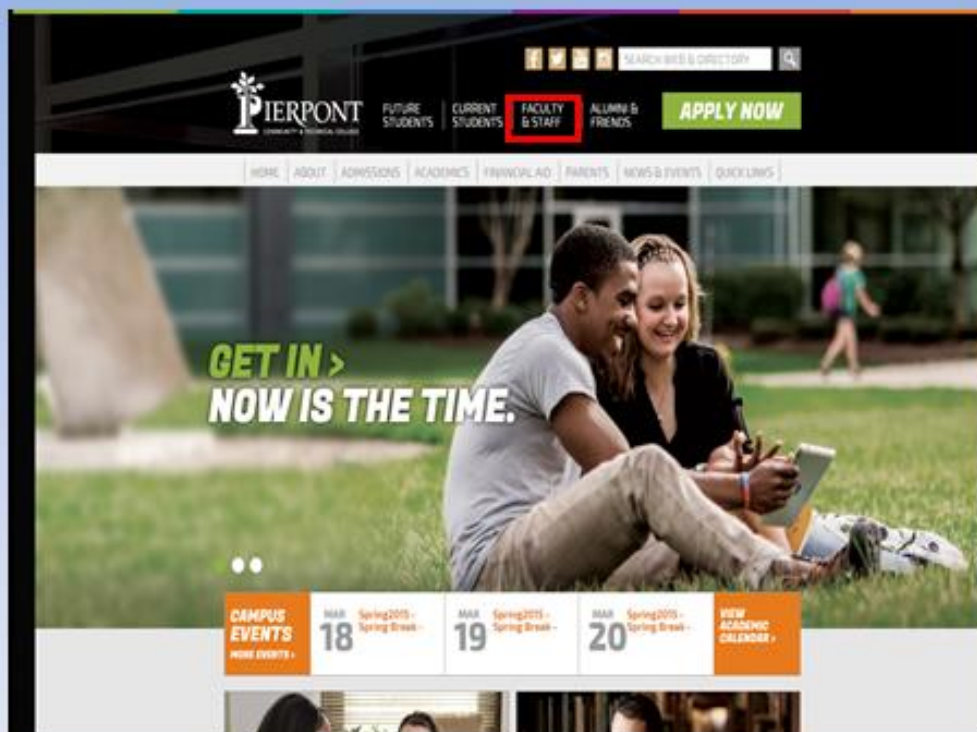 SEARCH WEB & DIRECTORY
PIERPONT
COMMUNITY & TECHNICAL COLLEGE
FUTURE
STUDENTS
CURRENT
STUDENTS
FACULTY
& STAFF
ALUMNI &
FRIENDS
APPLY NOW
HOME
ABOUT
ADMISSIONS
ACADEMICS
FINANCIAL AID
PARENTS
NEWS & EVENTS
QUICK LINKS
GET IN >
NOW IS THE TIME.
CAMPUS
EVENTS
MORE EVENTS >
MAR
18
Spring2015 -
Spring Break -
MAR
19
Spring2015 -
Spring Break -
MAR
20
Spring2015 -
Spring Break -
VIEW
ACADEMIC
CALENDAR >